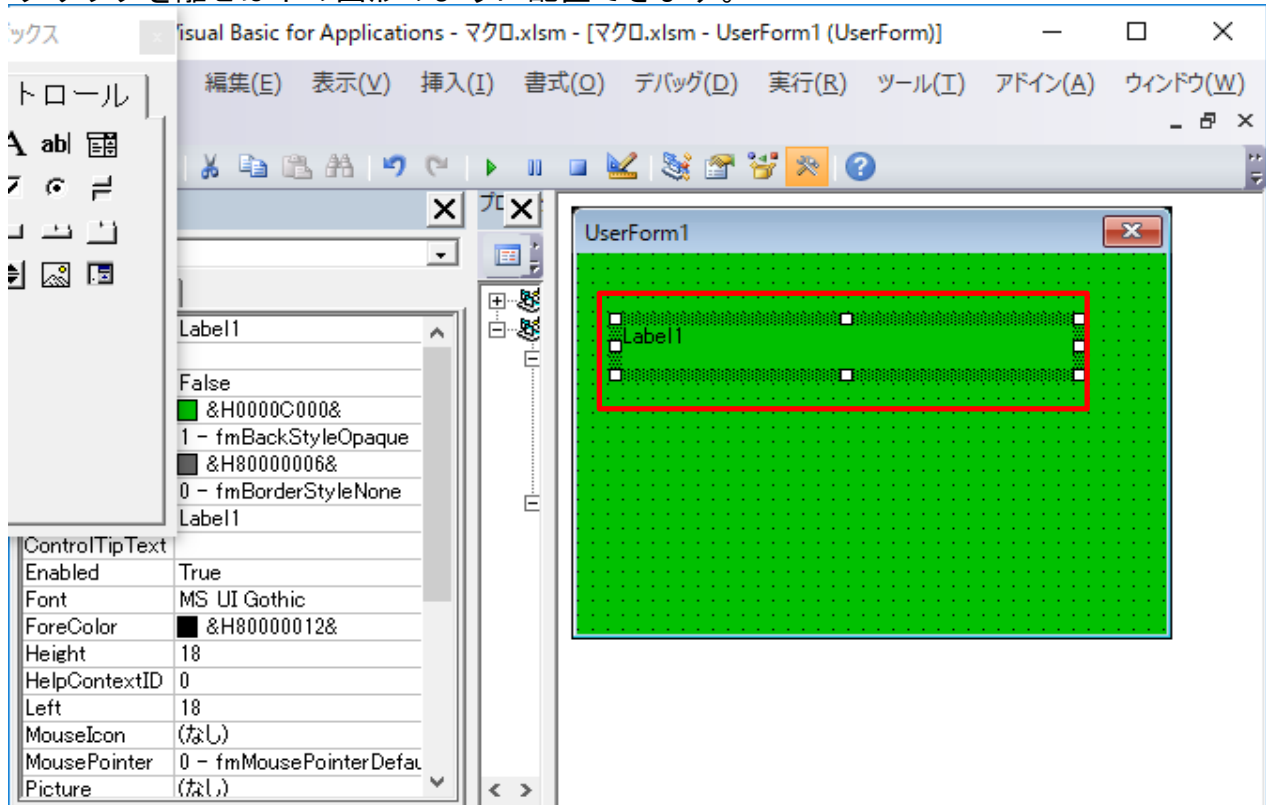 ックス
Visual Basic for Applications - マクロ.xlsm - [マクロ.xlsm - UserForm1 (UserForm)]
編集(E) 表示(V) 挿入(I) 書式(O) デバッグ(D) 実行(R) ツール(T) アドイン(A) ウィンドウ(W)
トロール
A ab|
UserForm1
Label1
Label1
False
&H0000C000&
1 - fmBackStyleOpaque
&H80000006&
0 - fmBorderStyleNone
Label1
ControlTipText
Enabled True
Font MS UI Gothic
ForeColor &H80000012&
Height 18
HelpContextID 0
Left 18
MouseIcon (なし)
MousePointer 0 - fmMousePointerDefau
Picture (なし)